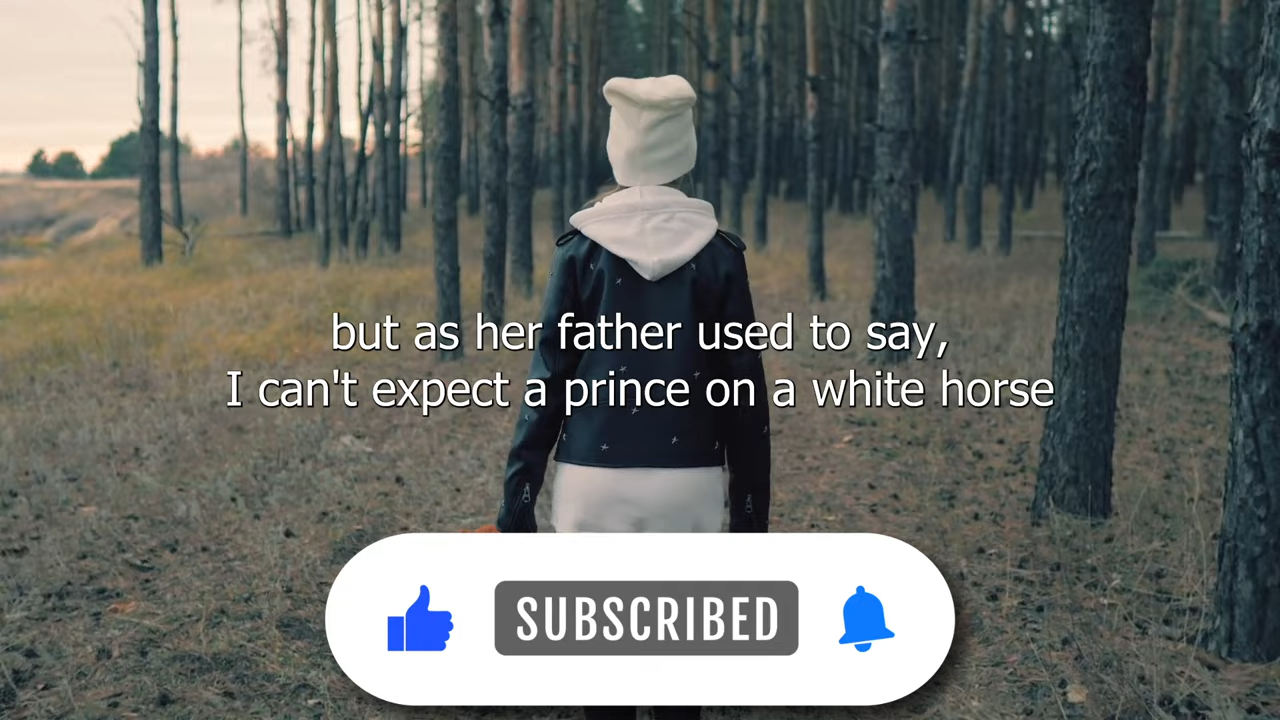 but as her father used to say,
I can't expect a prince on a white horse
SUBSCRIBED